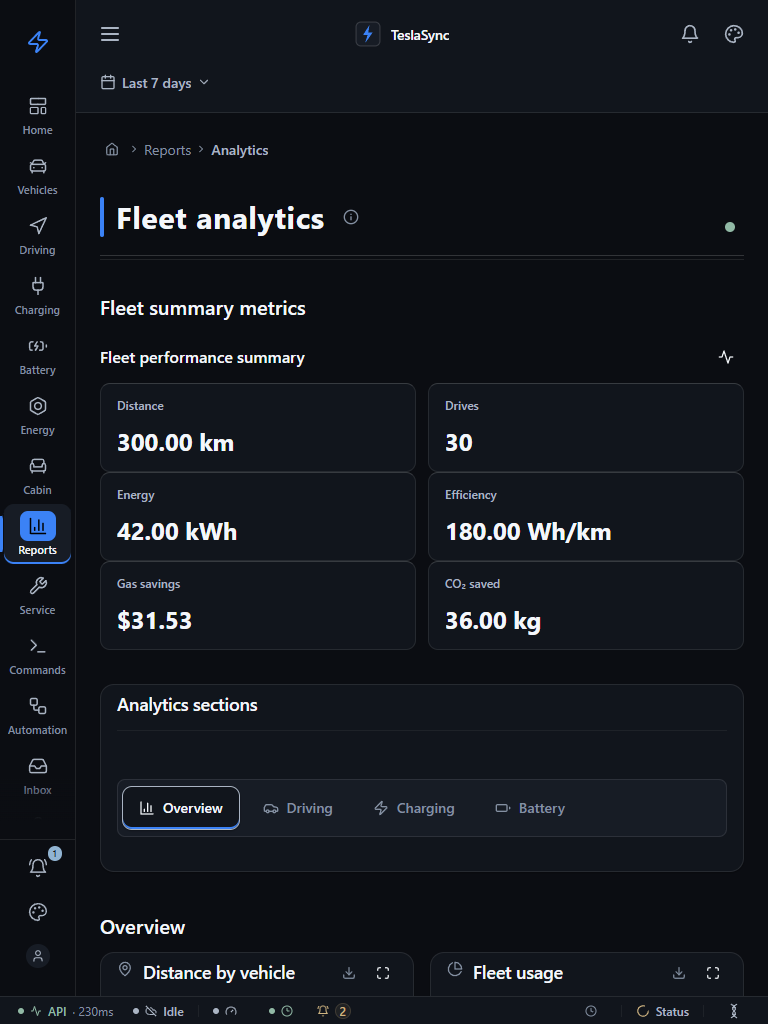 TeslaSync
Last 7 days
Home
Vehicles
Driving
Charging
Battery
Energy
Cabin
Reports
Service
Commands
Automation
Inbox
1
Reports
Analytics
Fleet analytics
Fleet summary metrics
Fleet performance summary
Distance
300.00 km
Drives
30
Energy
42.00 kWh
Efficiency
180.00 Wh/km
Gas savings
$31.53
CO₂ saved
36.00 kg
Analytics sections
Overview
Driving
Charging
Battery
Overview
Distance by vehicle
Fleet usage
API · 230ms
Idle
2
Status